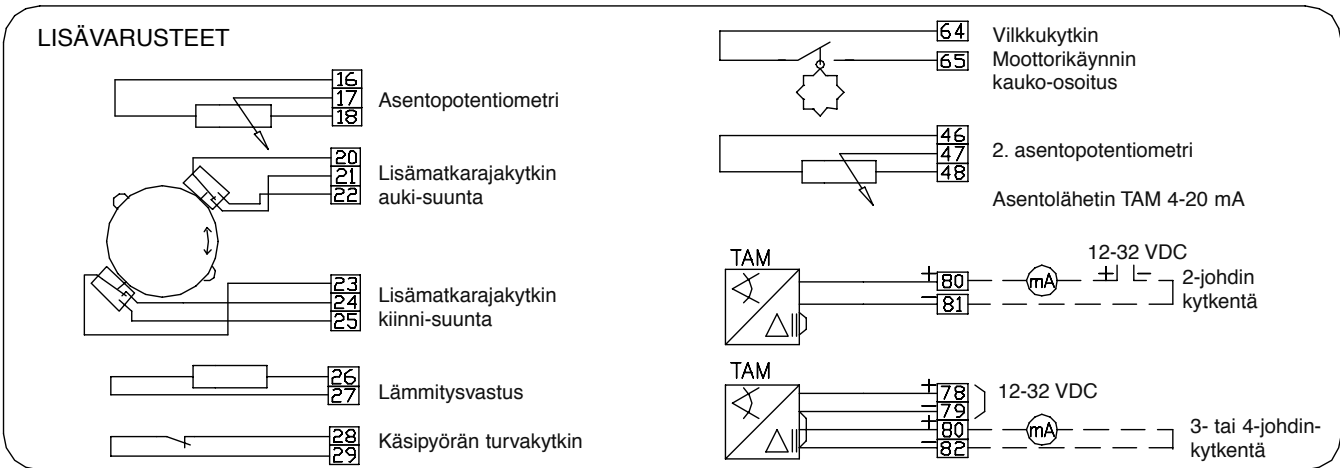 LISÄVARUSTEET
16
17
18
Asentopotentiometri
20
21
22
Lisämatkarajakytkin
auki-suunta
23
24
25
Lisämatkarajakytkin
kiinni-suunta
26
27
Lämmitysvastus
28
29
Käsipyörän turvakytkin
64
65
Vilkkukytkin
Moottorikäynnin
kauko-osoitus
46
47
48
2. asentopotentiometri
Asentolähetin TAM 4-20 mA
TAM
+ 80
- 81
mA
12-32 VDC
+ -
2-johdin
kytkentä
TAM
+ 78
- 79
+ 80
- 82
12-32 VDC
mA
3- tai 4-johdin-
kytkentä